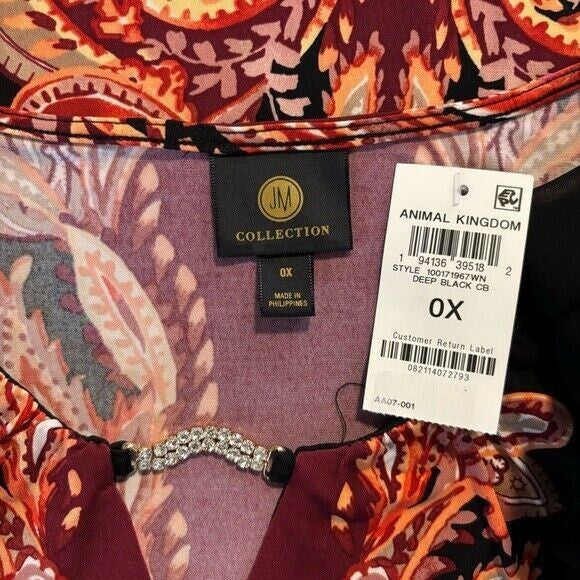 JM
COLLECTION
0X
MADE IN
PHILIPPINES
ANIMAL KINGDOM
1 94136 39518 2
STYLE 100171967WN
DEEP BLACK CB
0X
Customer Return Label
082114072793
AA07-001